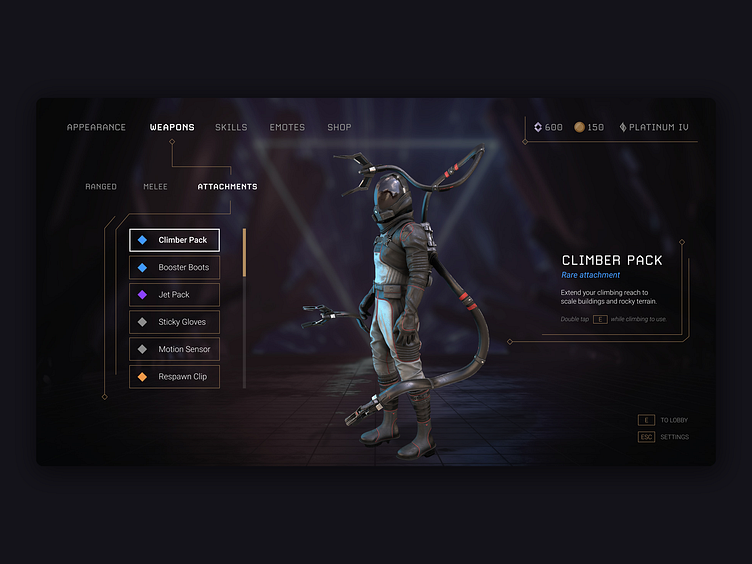 APPEARANCE WEAPONS SKILLS EMOTES SHOP
600 150 PLATINUM IV
RANGED MELEE ATTACHMENTS
Climber Pack
Booster Boots
Jet Pack
Sticky Gloves
Motion Sensor
Respawn Clip
CLIMBER PACK
Rare attachment
Extend your climbing reach to
scale buildings and rocky terrain.
Double tap E while climbing to use.
E TO LOBBY
ESC SETTINGS